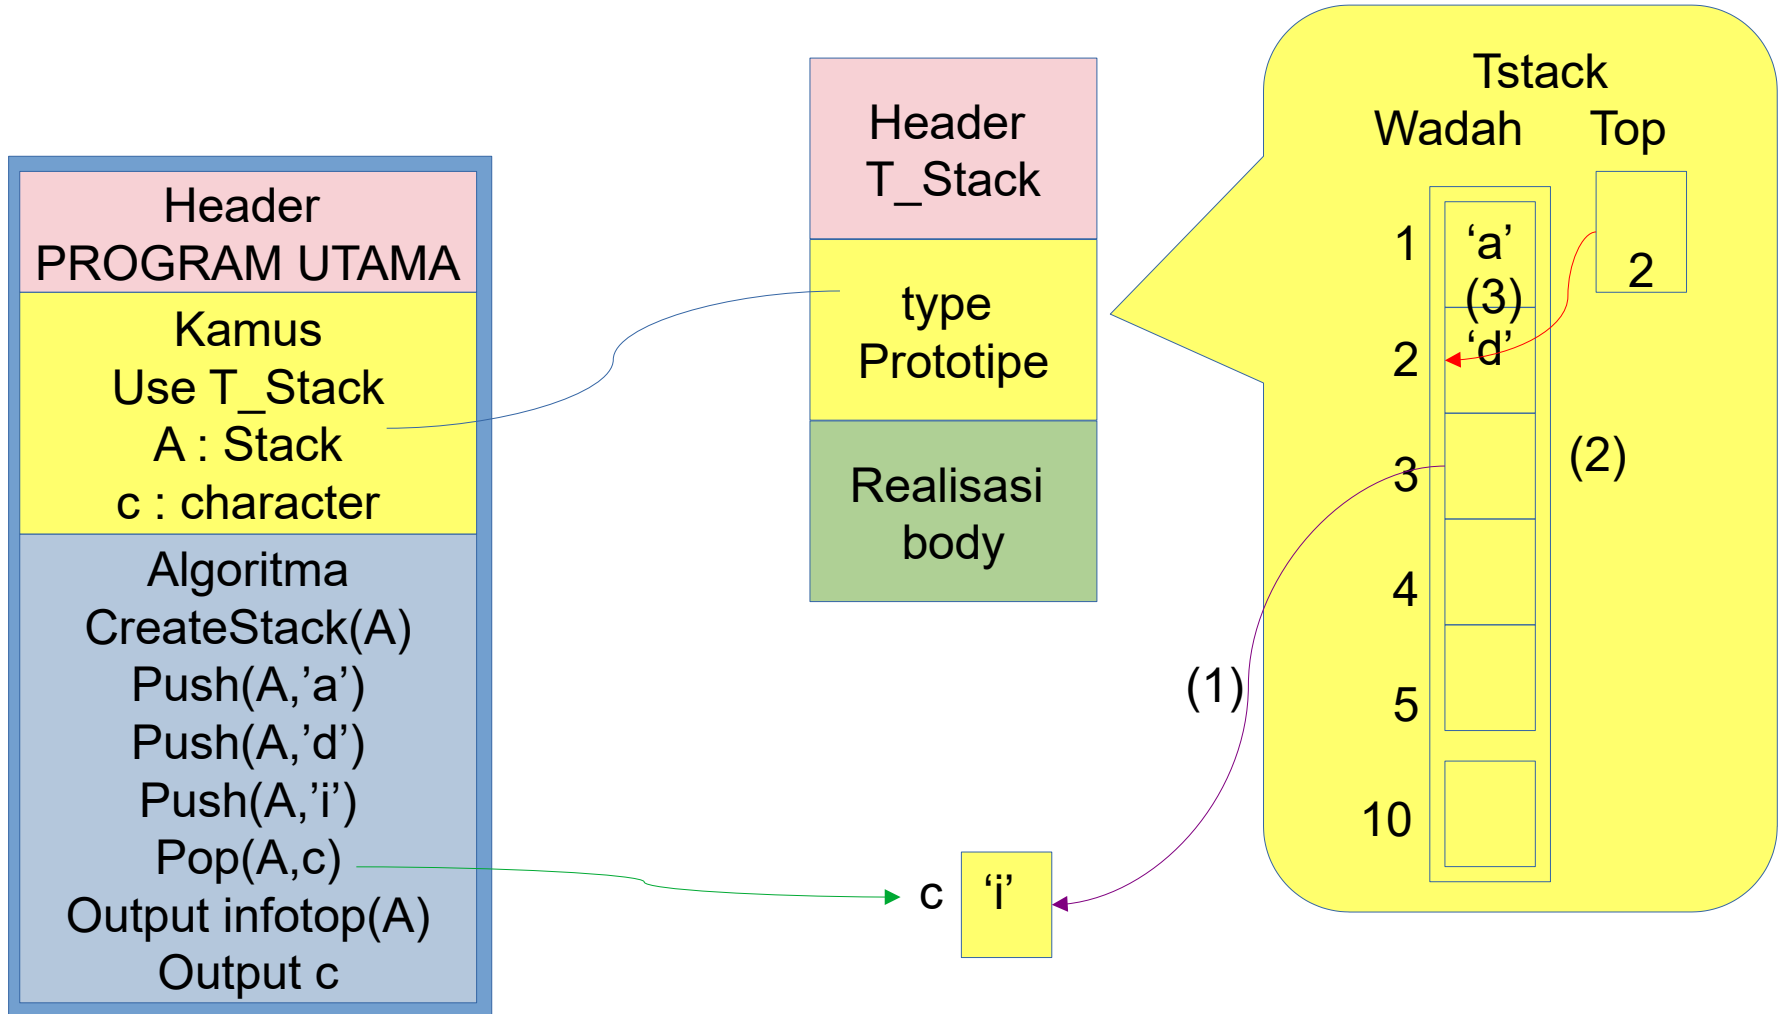 Header
PROGRAM UTAMA
Kamus
Use T_Stack
A : Stack
c : character
Algoritma
CreateStack(A)
Push(A,’a’)
Push(A,’d’)
Push(A,’i’)
Pop(A,c)
Output infotop(A)
Output c
Header
T_Stack
type
Prototipe
Realisasi
body
c ‘i’
(1)
Tstack
Wadah Top
1 ‘a’
2
(3)
2 ‘d’
3
(2)
4
5
10